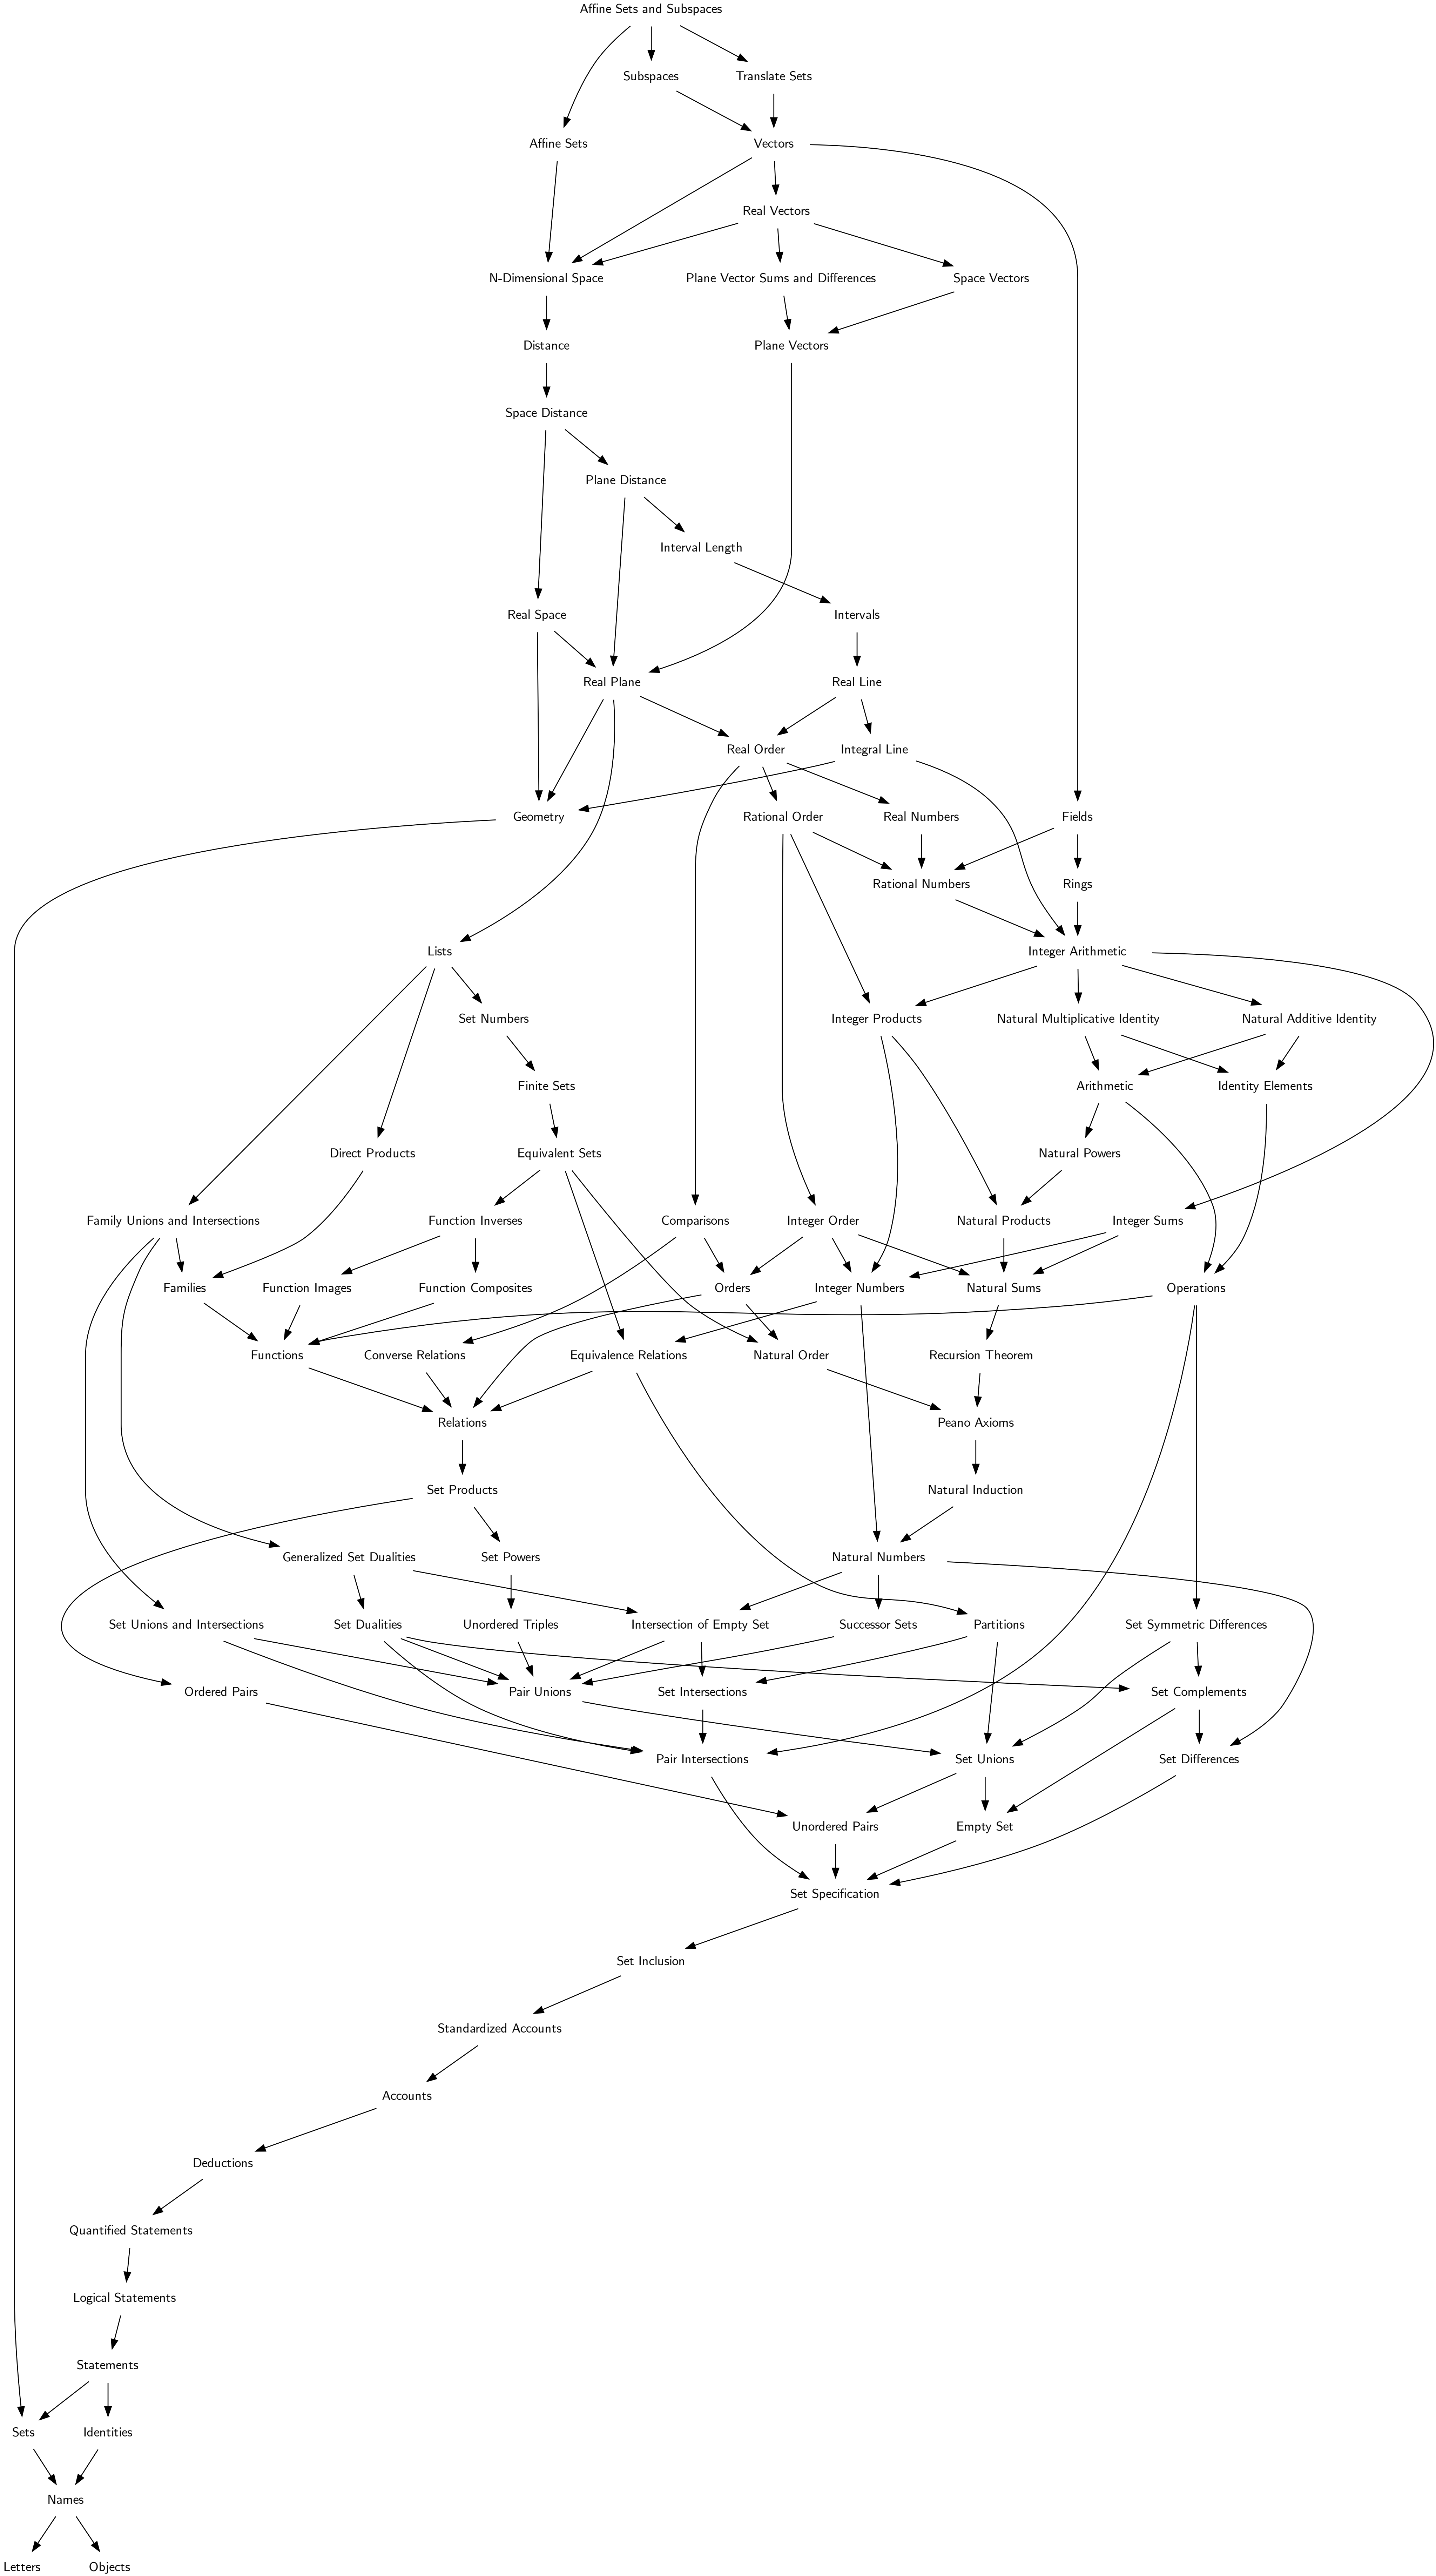 Affine Sets and Subspaces
Subspaces
Translate Sets
Affine Sets
Vectors
Real Vectors
N-Dimensional Space
Plane Vector Sums and Differences
Space Vectors
Distance
Plane Vectors
Space Distance
Plane Distance
Interval Length
Real Space
Intervals
Real Plane
Real Line
Real Order
Integral Line
Geometry
Rational Order
Real Numbers
Fields
Rational Numbers
Rings
Lists
Integer Arithmetic
Set Numbers
Integer Products
Natural Multiplicative Identity
Natural Additive Identity
Finite Sets
Arithmetic
Identity Elements
Direct Products
Equivalent Sets
Natural Powers
Family Unions and Intersections
Function Inverses
Comparisons
Integer Order
Natural Products
Integer Sums
Families
Function Images
Function Composites
Orders
Integer Numbers
Natural Sums
Operations
Functions
Converse Relations
Equivalence Relations
Natural Order
Recursion Theorem
Relations
Peano Axioms
Set Products
Natural Induction
Generalized Set Dualities
Set Powers
Natural Numbers
Set Unions and Intersections
Set Dualities
Unordered Triples
Intersection of Empty Set
Successor Sets
Partitions
Set Symmetric Differences
Ordered Pairs
Pair Unions
Set Intersections
Set Complements
Pair Intersections
Set Unions
Set Differences
Unordered Pairs
Empty Set
Set Specification
Set Inclusion
Standardized Accounts
Accounts
Deductions
Quantified Statements
Logical Statements
Statements
Sets
Identities
Names
Letters
Objects